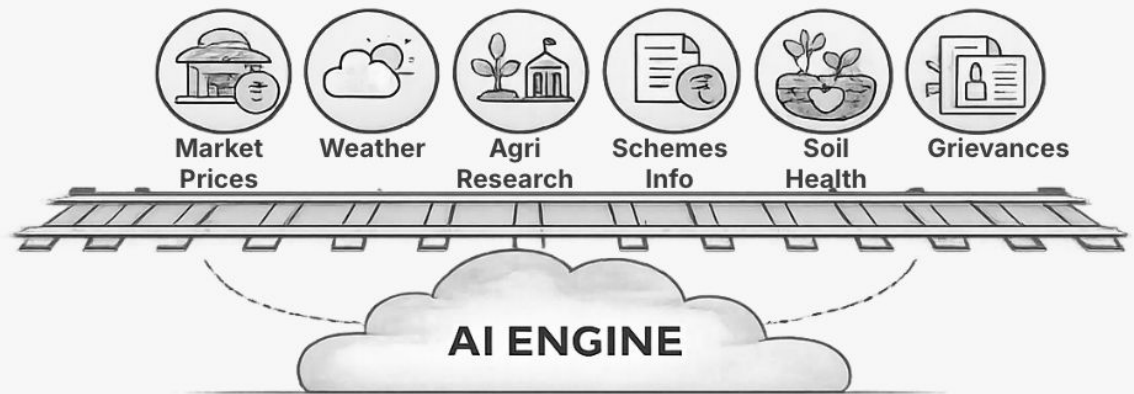 Market Prices
Weather
Agri Research
Schemes Info
Soil Health
Grievances
AI ENGINE